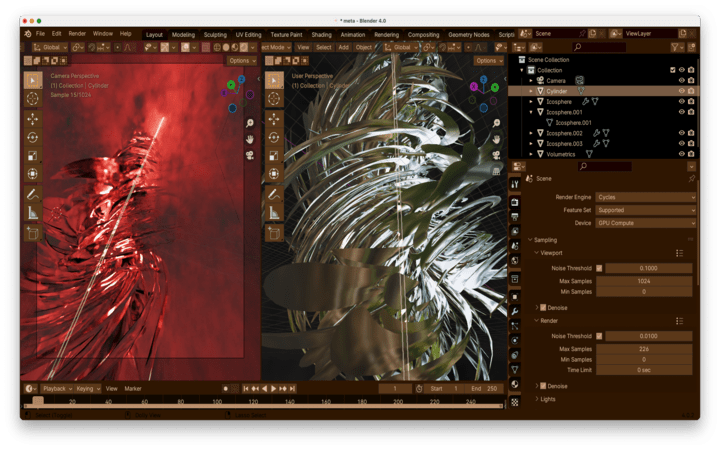 * meta - Blender 4.0
File Edit Render Window Help
Layout Modeling Sculpting UV Editing Texture Paint Shading Animation Rendering Compositing Geometry Nodes Scripti
Scene
ViewLayer
Global
Options
Camera Perspective
(1) Collection | Cylinder
Sample 15/1024
ect Mode View Select Add Object Global
Options
User Perspective
(1) Collection | Cylinder
Scene Collection
Collection
Camera
Cylinder
Icosphere
Icosphere.001
Icosphere.001
Icosphere.002
Icosphere.003
Volumetrics
Scene
Render Engine Cycles
Feature Set Supported
Device GPU Compute
Sampling
Viewport
Noise Threshold 0.1000
Max Samples 1024
Min Samples 0
Denoise
Render
Noise Threshold 0.0100
Max Samples 226
Min Samples 0
Time Limit 0 sec
Denoise
Lights
Playback Keying View Marker
1 Start 1 End 250
20 40 60 80 100 120 140 160 180 200 220 240